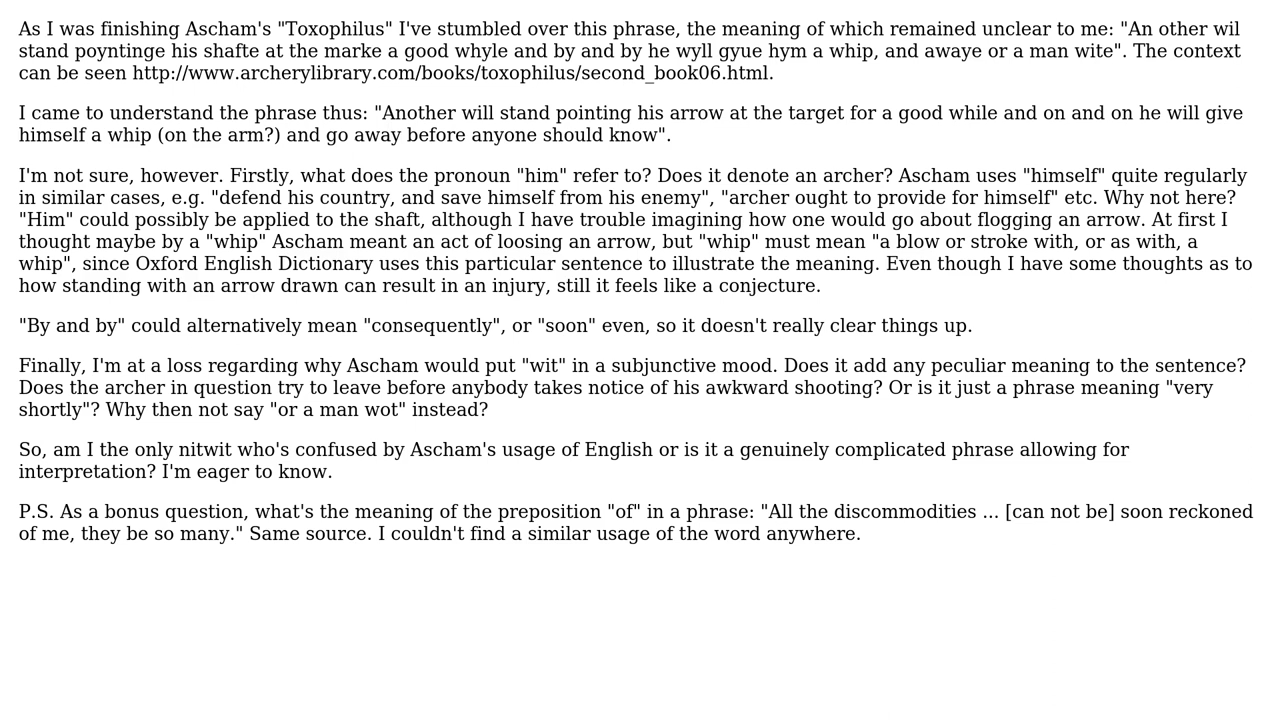 As I was finishing Ascham's "Toxophilus" I've stumbled over this phrase, the meaning of which remained unclear to me: "An other wil
stand poyntinge his shafte at the marke a good whyle and by and by he wyll gyue hym a whip, and awaye or a man wite". The context
can be seen http://www.archerylibrary.com/books/toxophilus/second_book06.html.
I came to understand the phrase thus: "Another will stand pointing his arrow at the target for a good while and on and on he will give
himself a whip (on the arm?) and go away before anyone should know".
I'm not sure, however. Firstly, what does the pronoun "him" refer to? Does it denote an archer? Ascham uses "himself" quite regularly
in similar cases, e.g. "defend his country, and save himself from his enemy", "archer ought to provide for himself" etc. Why not here?
"Him" could possibly be applied to the shaft, although I have trouble imagining how one would go about flogging an arrow. At first I
thought maybe by a "whip" Ascham meant an act of loosing an arrow, but "whip" must mean "a blow or stroke with, or as with, a
whip", since Oxford English Dictionary uses this particular sentence to illustrate the meaning. Even though I have some thoughts as to
how standing with an arrow drawn can result in an injury, still it feels like a conjecture.
"By and by" could alternatively mean "consequently", or "soon" even, so it doesn't really clear things up.
Finally, I'm at a loss regarding why Ascham would put "wit" in a subjunctive mood. Does it add any peculiar meaning to the sentence?
Does the archer in question try to leave before anybody takes notice of his awkward shooting? Or is it just a phrase meaning "very
shortly"? Why then not say "or a man wot" instead?
So, am I the only nitwit who's confused by Ascham's usage of English or is it a genuinely complicated phrase allowing for
interpretation? I'm eager to know.
P.S. As a bonus question, what's the meaning of the preposition "of" in a phrase: "All the discommodities ... [can not be] soon reckoned
of me, they be so many." Same source. I couldn't find a similar usage of the word anywhere.